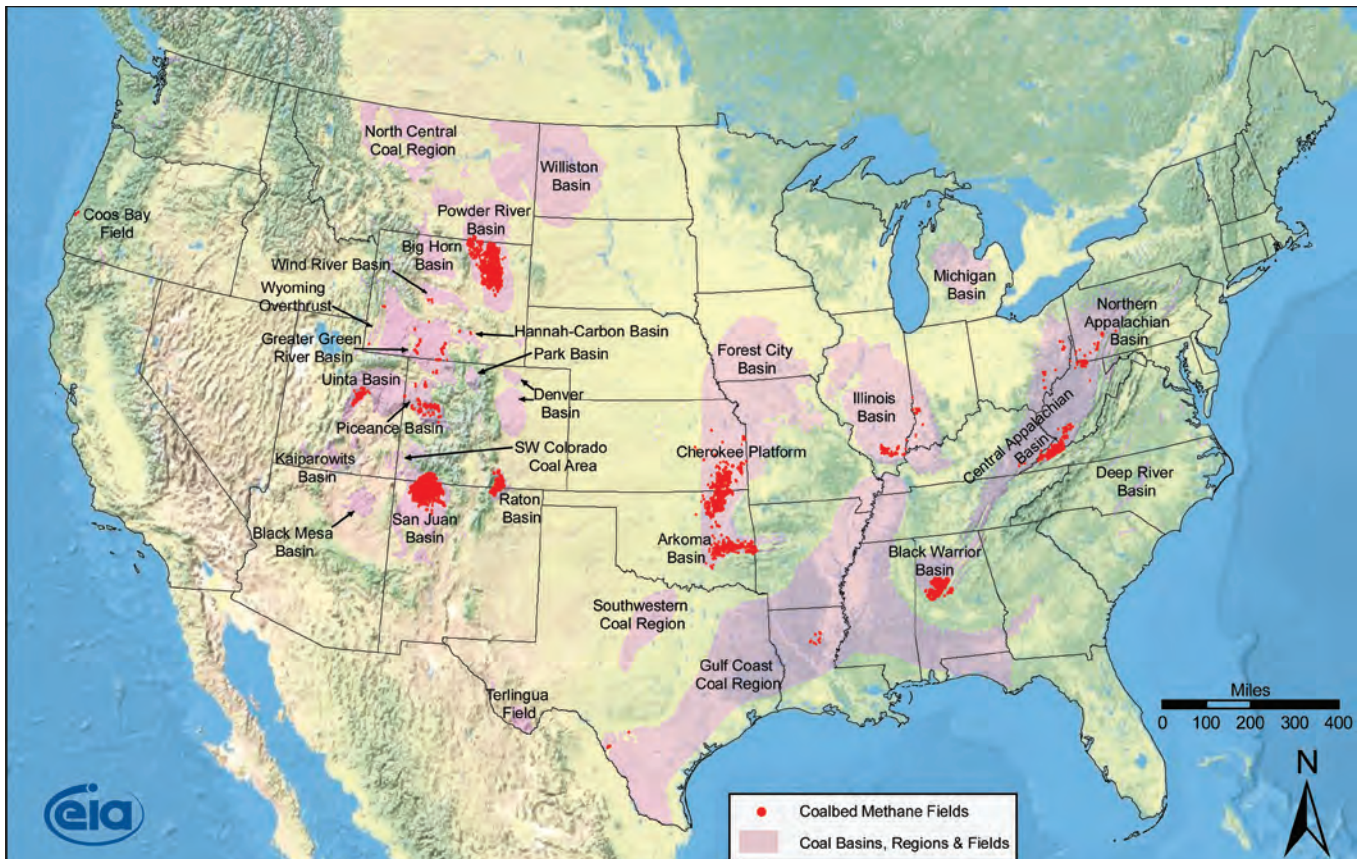 North Central
Coal Region
Williston
Basin
Coos Bay
Field
Powder River
Basin
Big Horn
Basin
Wind River Basin
Wyoming
Overthrust
Michigan
Basin
Northern
Appalachian
Basin
Hannah-Carbon Basin
Greater Green
River Basin
Park Basin
Forest City
Basin
Uinta Basin
Denver
Basin
Illinois
Basin
Piceance Basin
Central Appalachian
Basin
Cherokee Platform
SW Colorado
Coal Area
Kaiparowits
Basin
Deep River
Basin
Raton
Basin
San Juan
Basin
Black Mesa
Basin
Arkoma
Basin
Black Warrior
Basin
Southwestern
Coal Region
Gulf Coast
Coal Region
Terlingua
Field
Miles
0 100 200 300 400
N
eia
Coalbed Methane Fields
Coal Basins, Regions & Fields